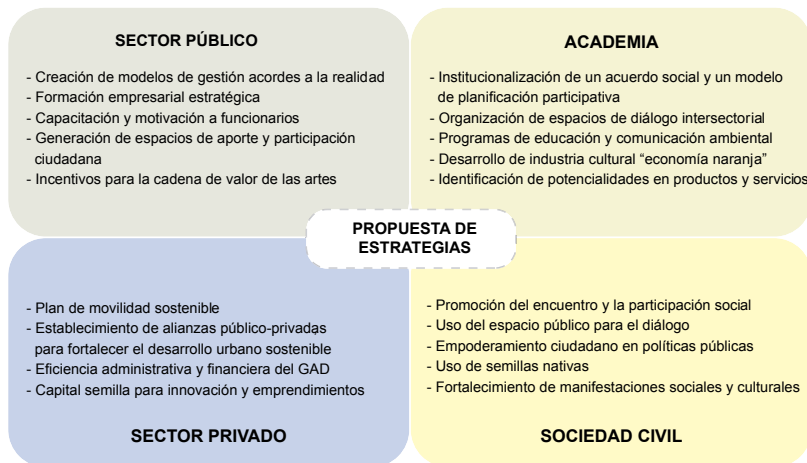 SECTOR PÚBLICO
- Creación de modelos de gestión acordes a la realidad
- Formación empresarial estratégica
- Capacitación y motivación a funcionarios
- Generación de espacios de aporte y participación
ciudadana
- Incentivos para la cadena de valor de las artes
ACADEMIA
- Institucionalización de un acuerdo social y un modelo
de planificación participativa
- Organización de espacios de diálogo intersectorial
- Programas de educación y comunicación ambiental
- Desarrollo de industria cultural “economía naranja”
- Identificación de potencialidades en productos y servicios
PROPUESTA DE
ESTRATEGIAS
- Plan de movilidad sostenible
- Establecimiento de alianzas público-privadas
para fortalecer el desarrollo urbano sostenible
- Eficiencia administrativa y financiera del GAD
- Capital semilla para innovación y emprendimientos
SECTOR PRIVADO
- Promoción del encuentro y la participación social
- Uso del espacio público para el diálogo
- Empoderamiento ciudadano en políticas públicas
- Uso de semillas nativas
- Fortalecimiento de manifestaciones sociales y culturales
SOCIEDAD CIVIL